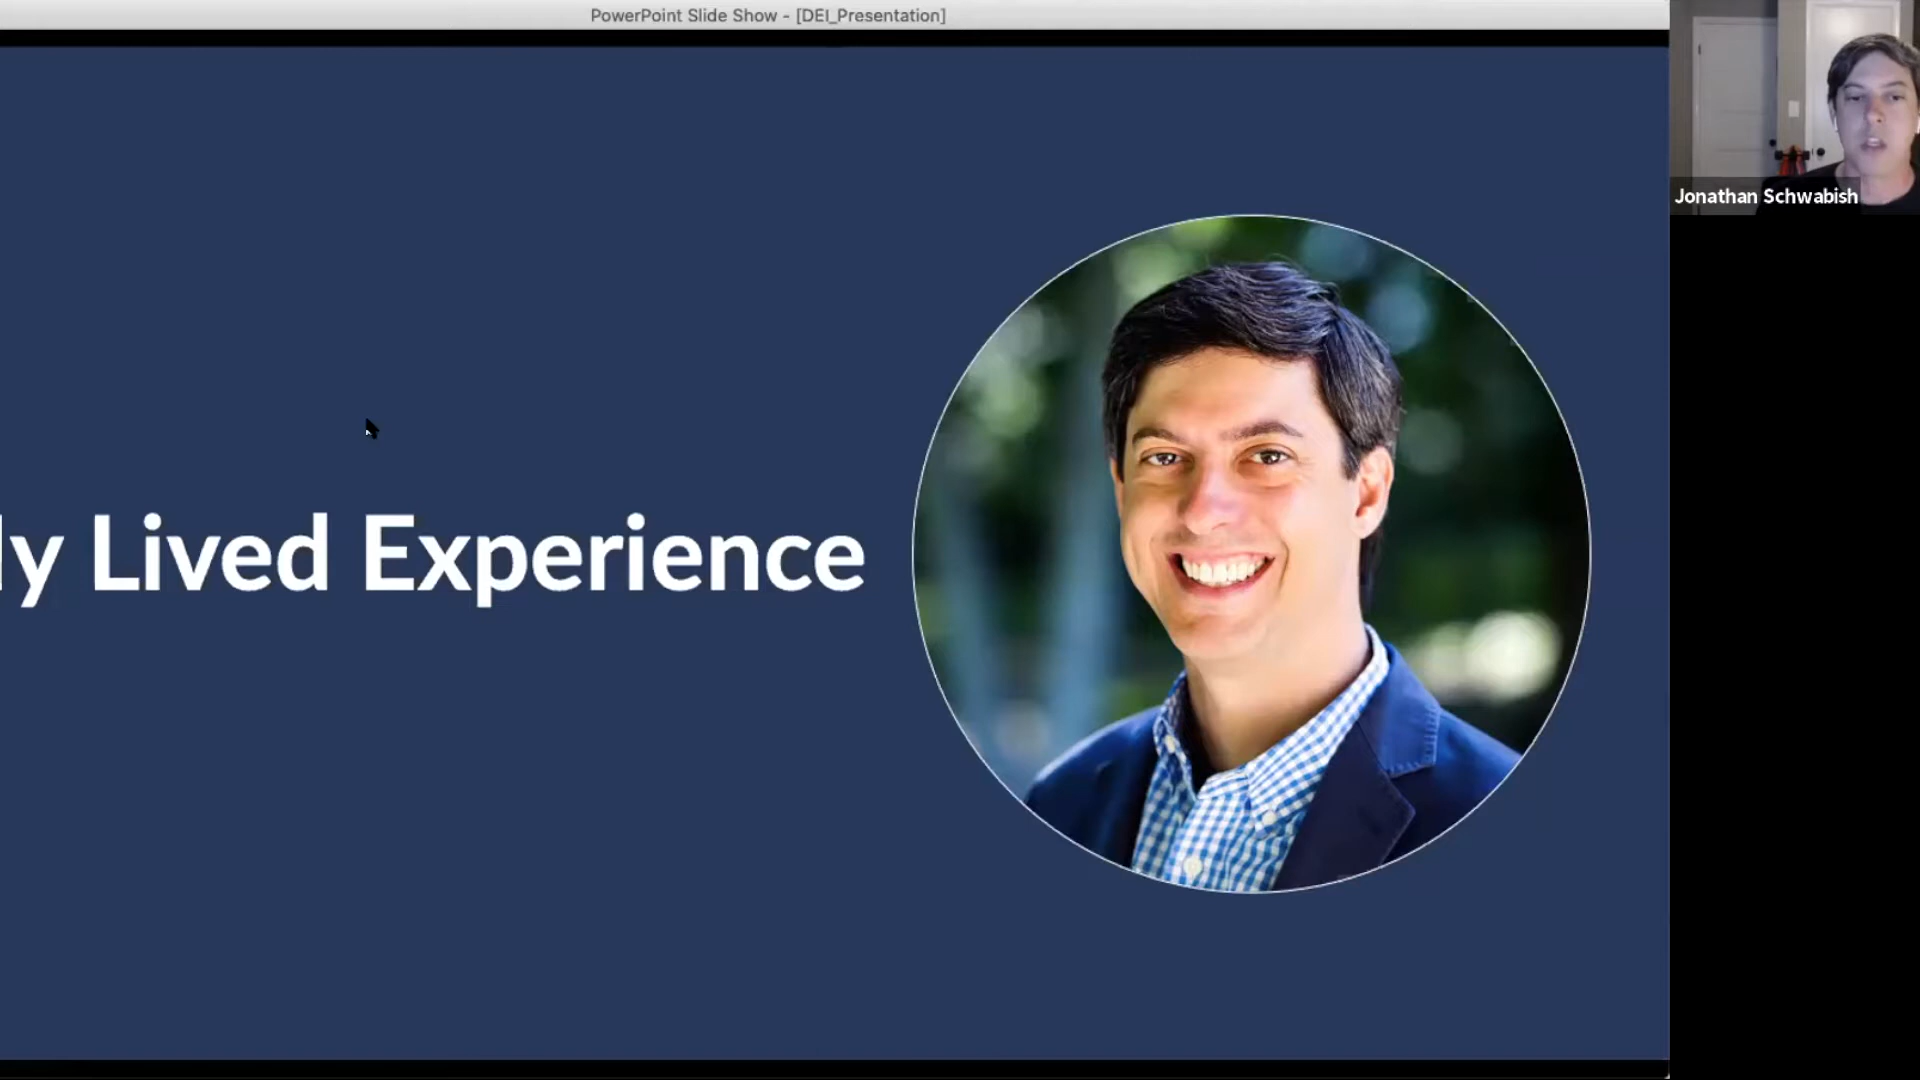 PowerPoint Slide Show - [DEI_Presentation]
Jonathan Schwabish
Lived Experience